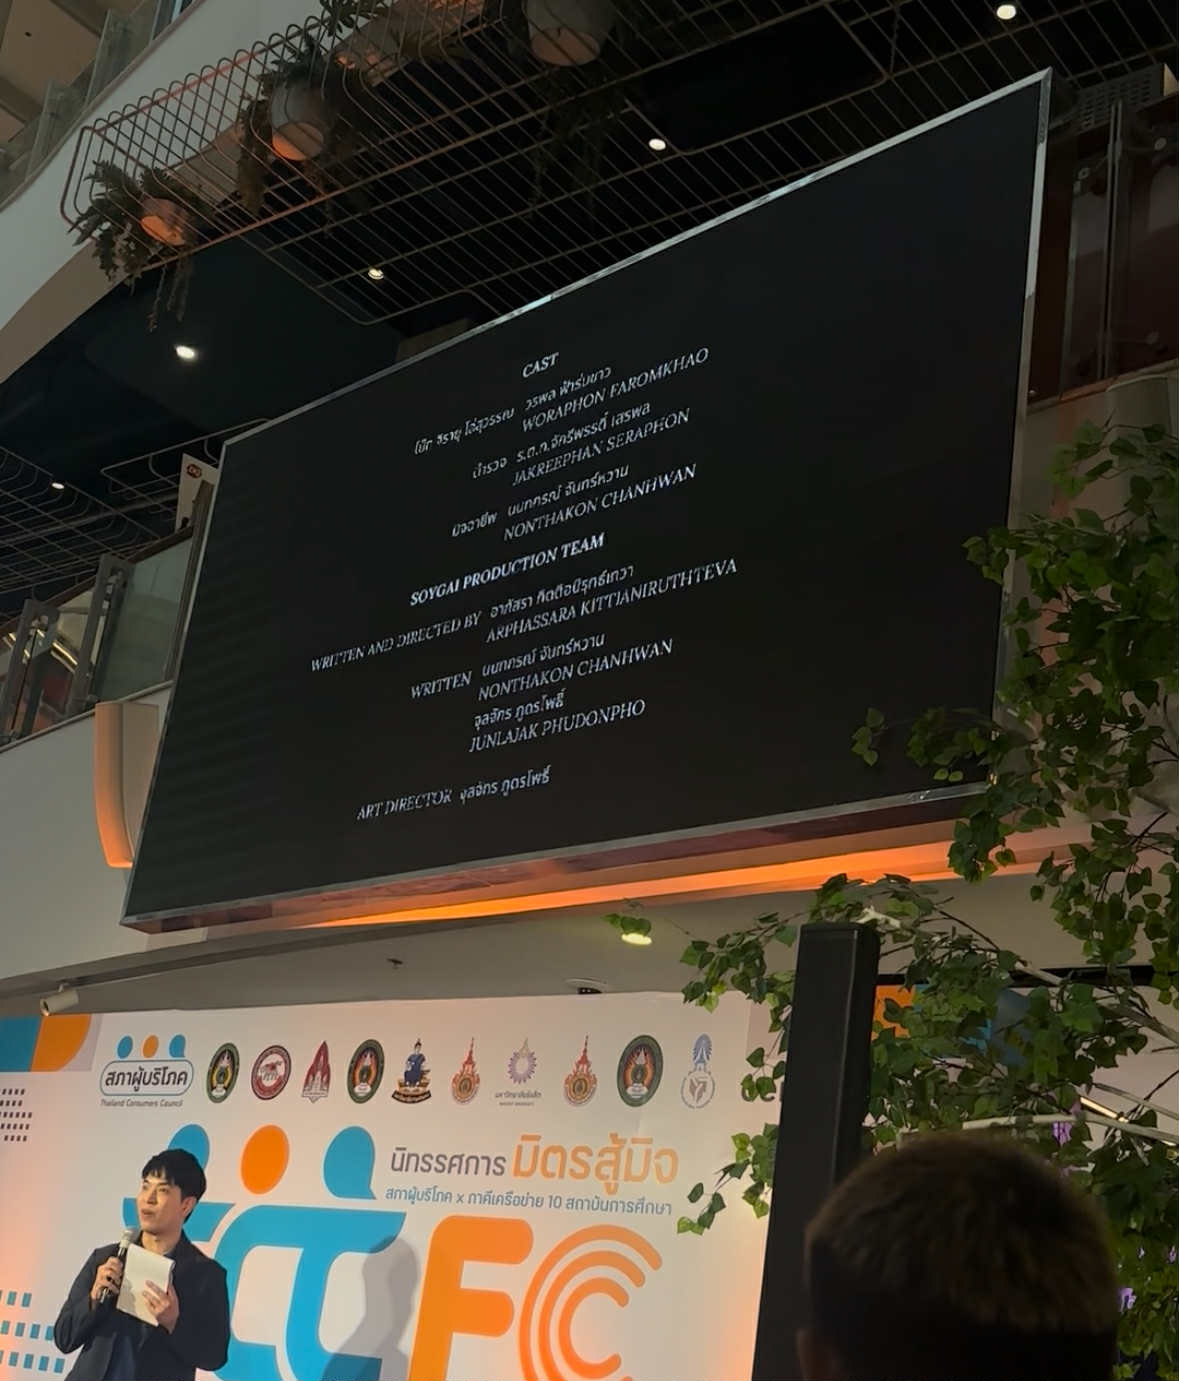 CAST
โบ๊ท จิรายุ โอ่สุวรรณ วรพล ฟ้าร่มขาว
WORAPHON FAROMKHAO
ตำรวจ ร.ต.ก.จักรีพรรดิ์ เสรพล
JAKREEPHAN SERAPHON
มิจฉาชีพ นนทกรณ์ จันทร์หวาน
NONTHAKON CHANHWAN
SOYGAI PRODUCTION TEAM
WRITTEN AND DIRECTED BY อาภัสรา กิตติอนิรุทธ์เทวา
ARPHASSARA KITTIANIRUTHTEVA
WRITTEN นนทกรณ์ จันทร์หวาน
NONTHAKON CHANHWAN
จุลจักร ภูดรโพธิ์
JUNLAJAK PHUDONPHO
ART DIRECTOR จุลจักร ภูดรโพธิ์
สภาผู้บริโภค
Thailand Consumers Council
นิทรรศการ มิตรสู้มิจ
สภาผู้บริโภค x ภาคีเครือข่าย 10 สถาบันการศึกษา